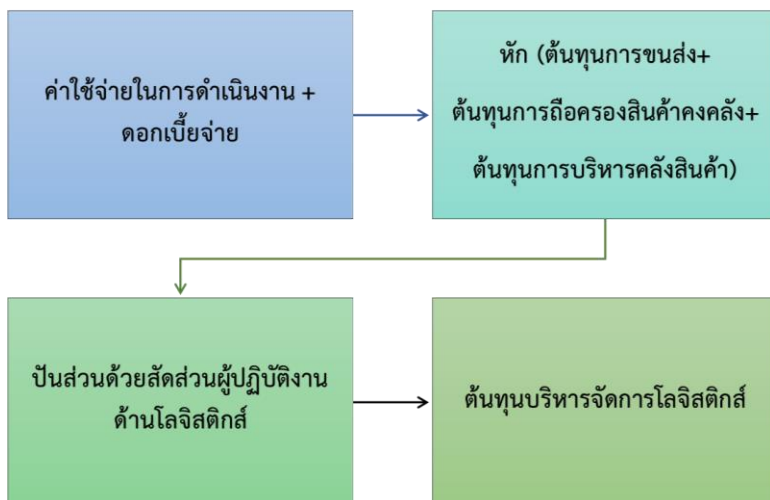 ค่าใช้จ่ายในการดำเนินงาน +
ดอกเบี้ยจ่าย
หัก (ต้นทุนการขนส่ง+
ต้นทุนการถือครองสินค้าคงคลัง+
ต้นทุนการบริหารคลังสินค้า)
ปันส่วนด้วยสัดส่วนผู้ปฏิบัติงาน
ด้านโลจิสติกส์
ต้นทุนบริหารจัดการโลจิสติกส์